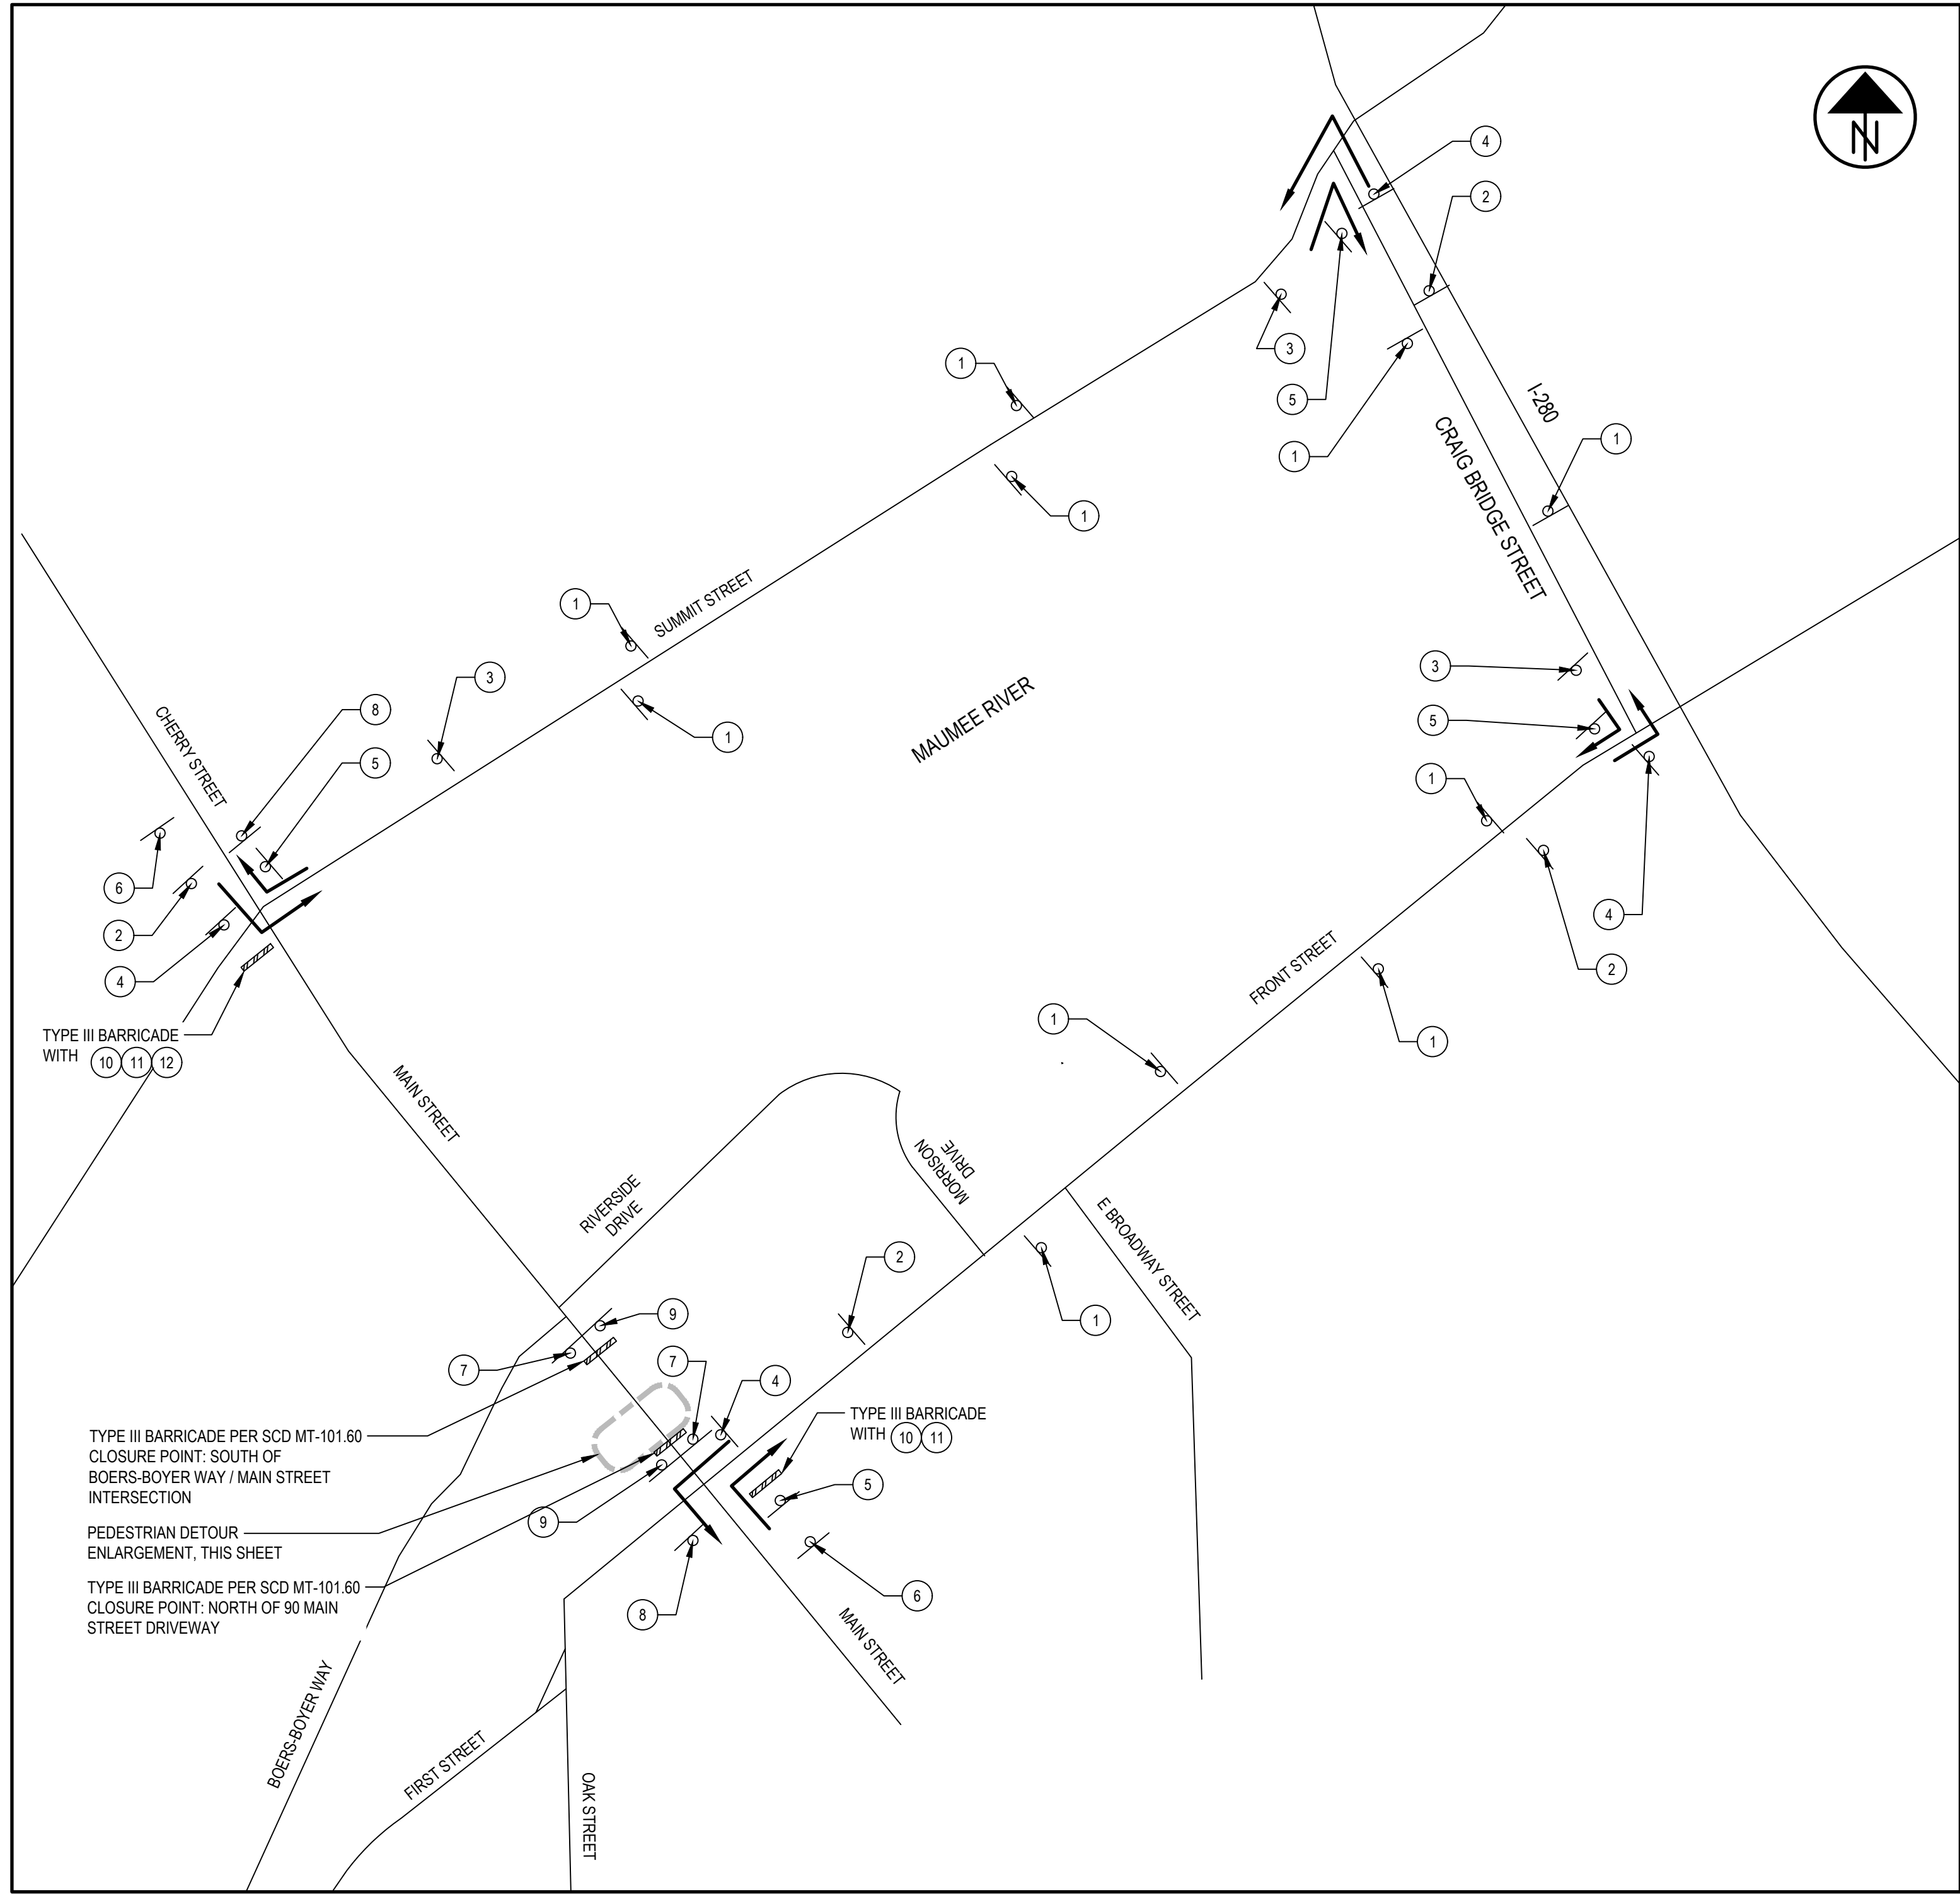 N
4
2
3
5
1
1
I-280
1
CRAIG BRIDGE STREET
1
1
SUMMIT STREET
3
3
8
MAUMEE RIVER
5
1
CHERRY STREET
5
1
6
2
4
4
2
FRONT STREET
1
1
TYPE III BARRICADE
WITH 10 11 12
MAIN STREET
MORRISON
DRIVE
RIVERSIDE
DRIVE
E BROADWAY STREET
2
1
9
7
7
4
TYPE III BARRICADE
WITH 10 11
TYPE III BARRICADE PER SCD MT-101.60
CLOSURE POINT: SOUTH OF
BOERS-BOYER WAY / MAIN STREET
INTERSECTION
5
9
PEDESTRIAN DETOUR
ENLARGEMENT, THIS SHEET
TYPE III BARRICADE PER SCD MT-101.60
CLOSURE POINT: NORTH OF 90 MAIN
STREET DRIVEWAY
6
8
MAIN STREET
BOERS-BOYER WAY
FIRST STREET
OAK STREET